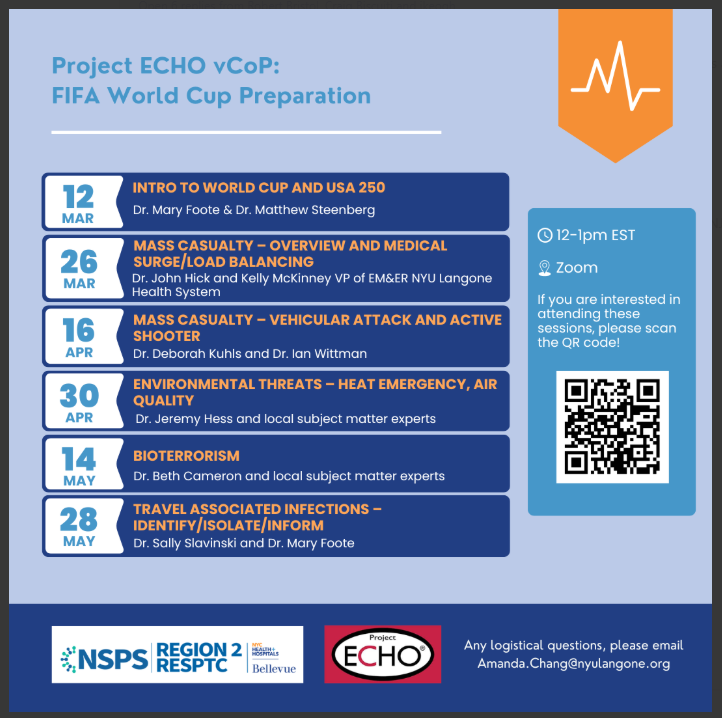 Project ECHO vCoP:
FIFA World Cup Preparation
12
MAR
INTRO TO WORLD CUP AND USA 250
Dr. Mary Foote & Dr. Matthew Steenberg
26
MAR
MASS CASUALTY – OVERVIEW AND MEDICAL
SURGE/LOAD BALANCING
Dr. John Hick and Kelly McKinney VP of EM&ER NYU Langone
Health System
16
APR
MASS CASUALTY – VEHICULAR ATTACK AND ACTIVE
SHOOTER
Dr. Deborah Kuhls and Dr. Ian Wittman
30
APR
ENVIRONMENTAL THREATS – HEAT EMERGENCY, AIR
QUALITY
Dr. Jeremy Hess and local subject matter experts
14
MAY
BIOTERRORISM
Dr. Beth Cameron and local subject matter experts
28
MAY
TRAVEL ASSOCIATED INFECTIONS –
IDENTIFY/ISOLATE/INFORM
Dr. Sally Slavinski and Dr. Mary Foote
12-1pm EST
Zoom
If you are interested in
attending these
sessions, please scan
the QR code!
NSPS
REGION 2
RESPTC
NYC
HEALTH+
HOSPITALS
Bellevue
Project
ECHO®
Any logistical questions, please email
Amanda.Chang@nyulangone.org